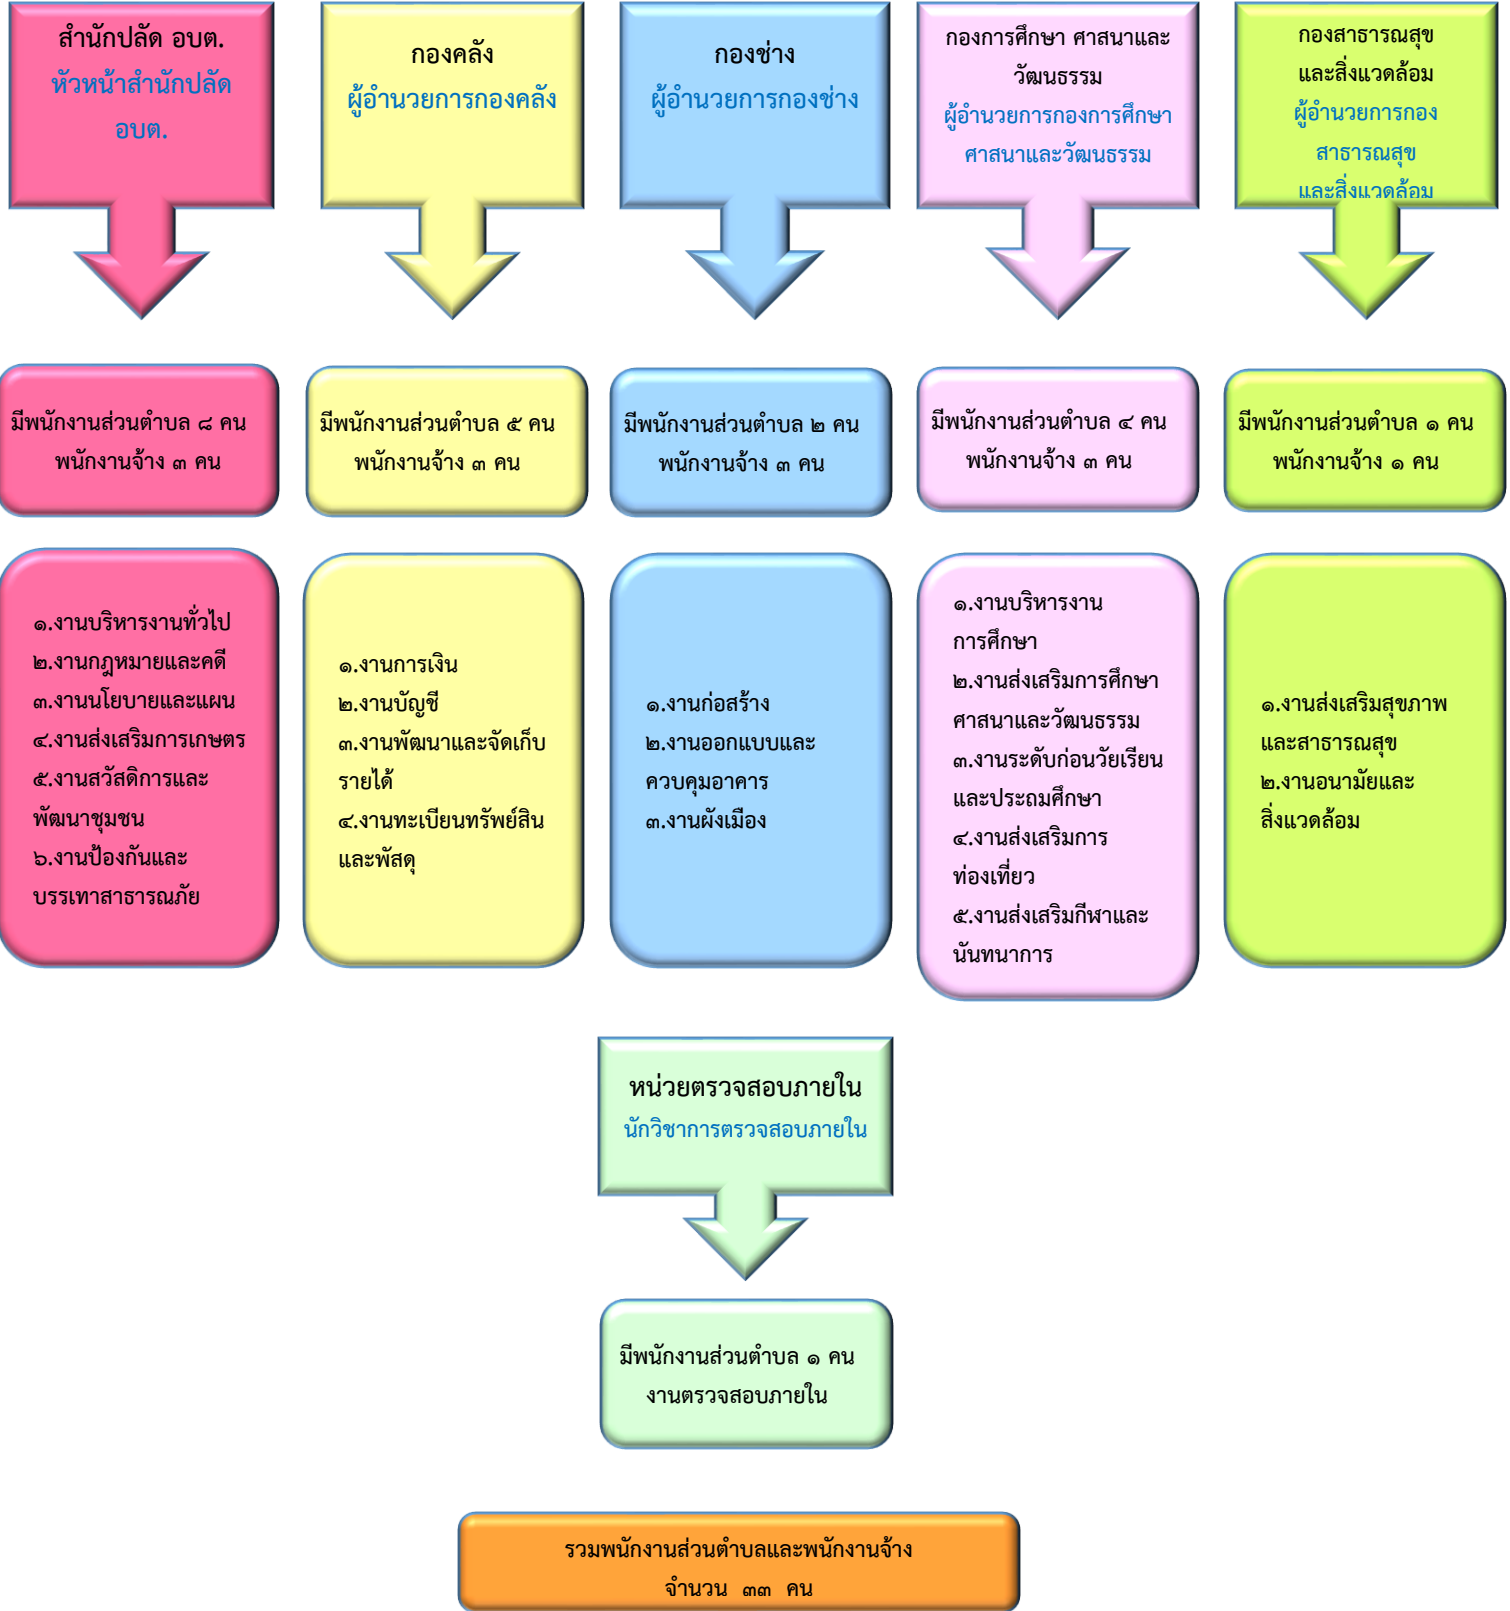 สำนักปลัด อบต.
หัวหน้าสำนักปลัด
อบต.
กองคลัง
ผู้อำนวยการกองคลัง
กองช่าง
ผู้อำนวยการกองช่าง
กองการศึกษา ศาสนาและ
วัฒนธรรม
ผู้อำนวยการกองการศึกษา
ศาสนาและวัฒนธรรม
กองสาธารณสุข
และสิ่งแวดล้อม
ผู้อำนวยการกอง
สาธารณสุข
และสิ่งแวดล้อม
มีพนักงานส่วนตำบล ๘ คน
พนักงานจ้าง ๓ คน
มีพนักงานส่วนตำบล ๕ คน
พนักงานจ้าง ๓ คน
มีพนักงานส่วนตำบล ๒ คน
พนักงานจ้าง ๓ คน
มีพนักงานส่วนตำบล ๔ คน
พนักงานจ้าง ๓ คน
มีพนักงานส่วนตำบล ๑ คน
พนักงานจ้าง ๑ คน
๑.งานบริหารงานทั่วไป
๒.งานกฎหมายและคดี
๓.งานนโยบายและแผน
๔.งานส่งเสริมการเกษตร
๕.งานสวัสดิการและ
พัฒนาชุมชน
๖.งานป้องกันและ
บรรเทาสาธารณภัย
๑.งานการเงิน
๒.งานบัญชี
๓.งานพัฒนาและจัดเก็บ
รายได้
๔.งานทะเบียนทรัพย์สิน
และพัสดุ
๑.งานก่อสร้าง
๒.งานออกแบบและ
ควบคุมอาคาร
๓.งานผังเมือง
๑.งานบริหารงาน
การศึกษา
๒.งานส่งเสริมการศึกษา
ศาสนาและวัฒนธรรม
๓.งานระดับก่อนวัยเรียน
และประถมศึกษา
๔.งานส่งเสริมการ
ท่องเที่ยว
๕.งานส่งเสริมกีฬาและ
นันทนาการ
๑.งานส่งเสริมสุขภาพ
และสาธารณสุข
๒.งานอนามัยและ
สิ่งแวดล้อม
หน่วยตรวจสอบภายใน
นักวิชาการตรวจสอบภายใน
มีพนักงานส่วนตำบล ๑ คน
งานตรวจสอบภายใน
รวมพนักงานส่วนตำบลและพนักงานจ้าง
จำนวน ๓๓ คน